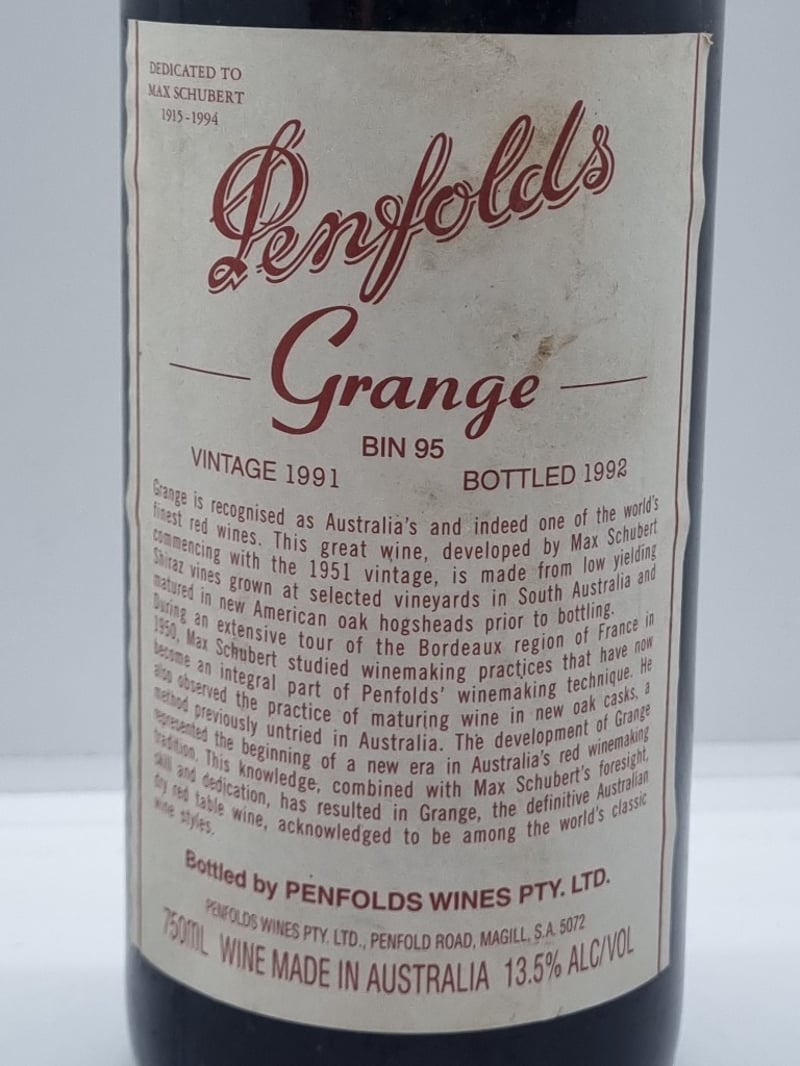 DEDICATED TO
MAX SCHUBERT
1915-1994
Penfolds
Grange
BIN 95
VINTAGE 1991 BOTTLED 1992
Grange is recognised as Australia's and indeed one of the world's
finest red wines. This great wine, developed by Max Schubert
commencing with the 1951 vintage, is made from low yielding
Shiraz vines grown at selected vineyards in South Australia and
matured in new American oak hogsheads prior to bottling.
During an extensive tour of the Bordeaux region of France in
1950, Max Schubert studied winemaking practices that have now
become an integral part of Penfolds' winemaking technique. He
also observed the practice of maturing wine in new oak casks, a
method previously untried in Australia. The development of Grange
represented the beginning of a new era in Australia's red winemaking
tradition. This knowledge, combined with Max Schubert's foresight,
skill and dedication, has resulted in Grange, the definitive Australian
dry red table wine, acknowledged to be among the world's classic
wine styles.
Bottled by PENFOLDS WINES PTY. LTD.
PENFOLDS WINES PTY. LTD., PENFOLD ROAD, MAGILL, S.A. 5072
750ML WINE MADE IN AUSTRALIA 13.5% ALC/VOL